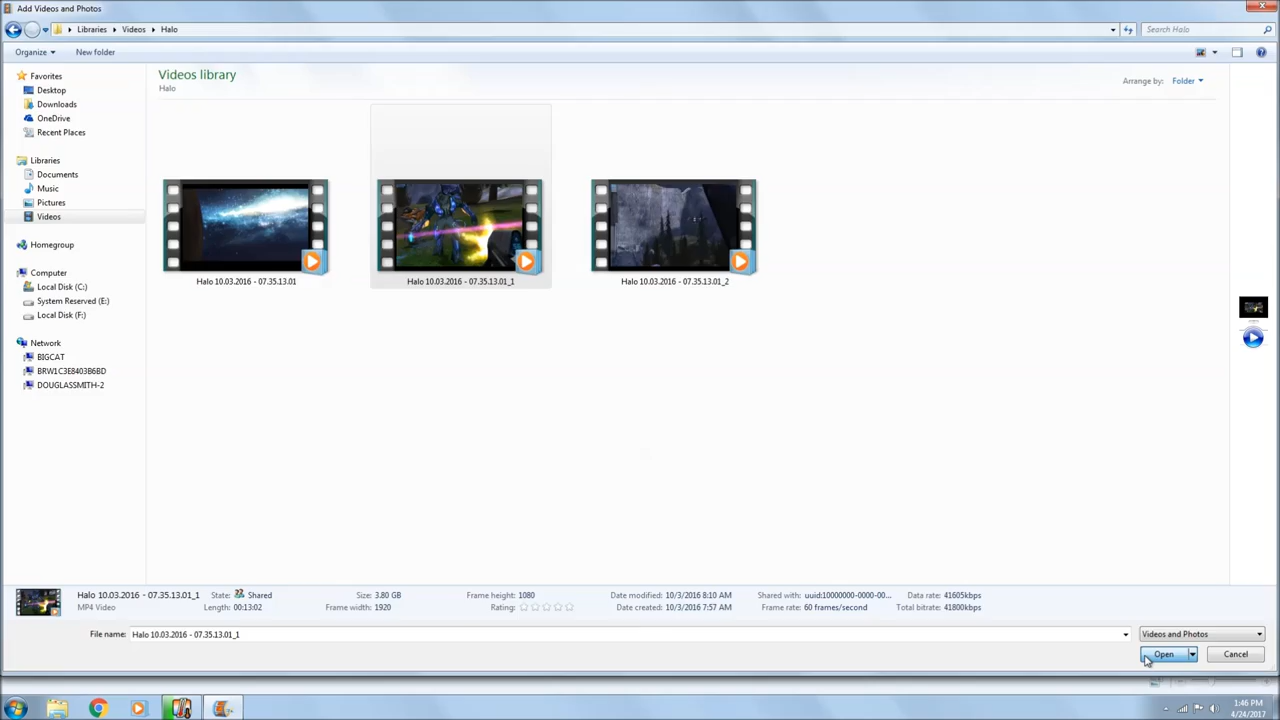 Add Videos and Photos
Libraries Videos Halo
Search Halo
Organize
New folder
Favorites
Desktop
Downloads
OneDrive
Recent Places
Libraries
Documents
Music
Pictures
Videos
Homegroup
Computer
Local Disk (C:)
System Reserved (E:)
Local Disk (F:)
Network
BIGCAT
BRW1C3E8403B6BD
DOUGLASSMITH-2
Videos library
Halo
Arrange by: Folder
Halo 10.03.2016 - 07.35.13.01
Halo 10.03.2016 - 07.35.13.01_1
Halo 10.03.2016 - 07.35.13.01_2
Halo 10.03.2016 - 07.35.13.01_1 State: Shared Size: 3.80 GB Frame height: 1080 Date modified: 10/3/2016 8:10 AM Shared with: uuid:10000000-0000-00... Data rate: 41605kbps
MP4 Video Length: 00:13:02 Frame width: 1920 Rating: Date created: 10/3/2016 7:57 AM Frame rate: 60 frames/second Total bitrate: 41800kbps
File name: Halo 10.03.2016 - 07.35.13.01_1
Videos and Photos
Open
Cancel
1:46 PM
4/24/2017